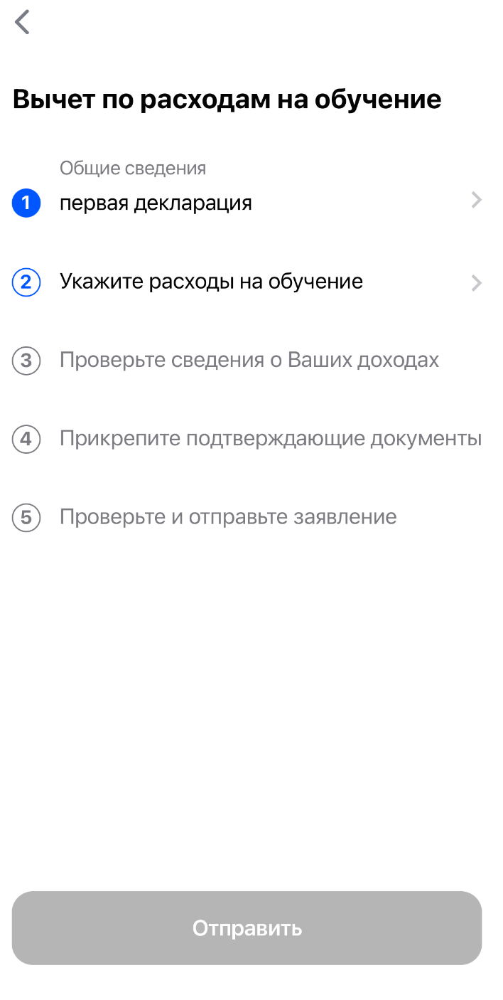 Вычет по расходам на обучение
Общие сведения
1 первая декларация
2 Укажите расходы на обучение
3 Проверьте сведения о Ваших доходах
4 Прикрепите подтверждающие документы
5 Проверьте и отправьте заявление
Отправить